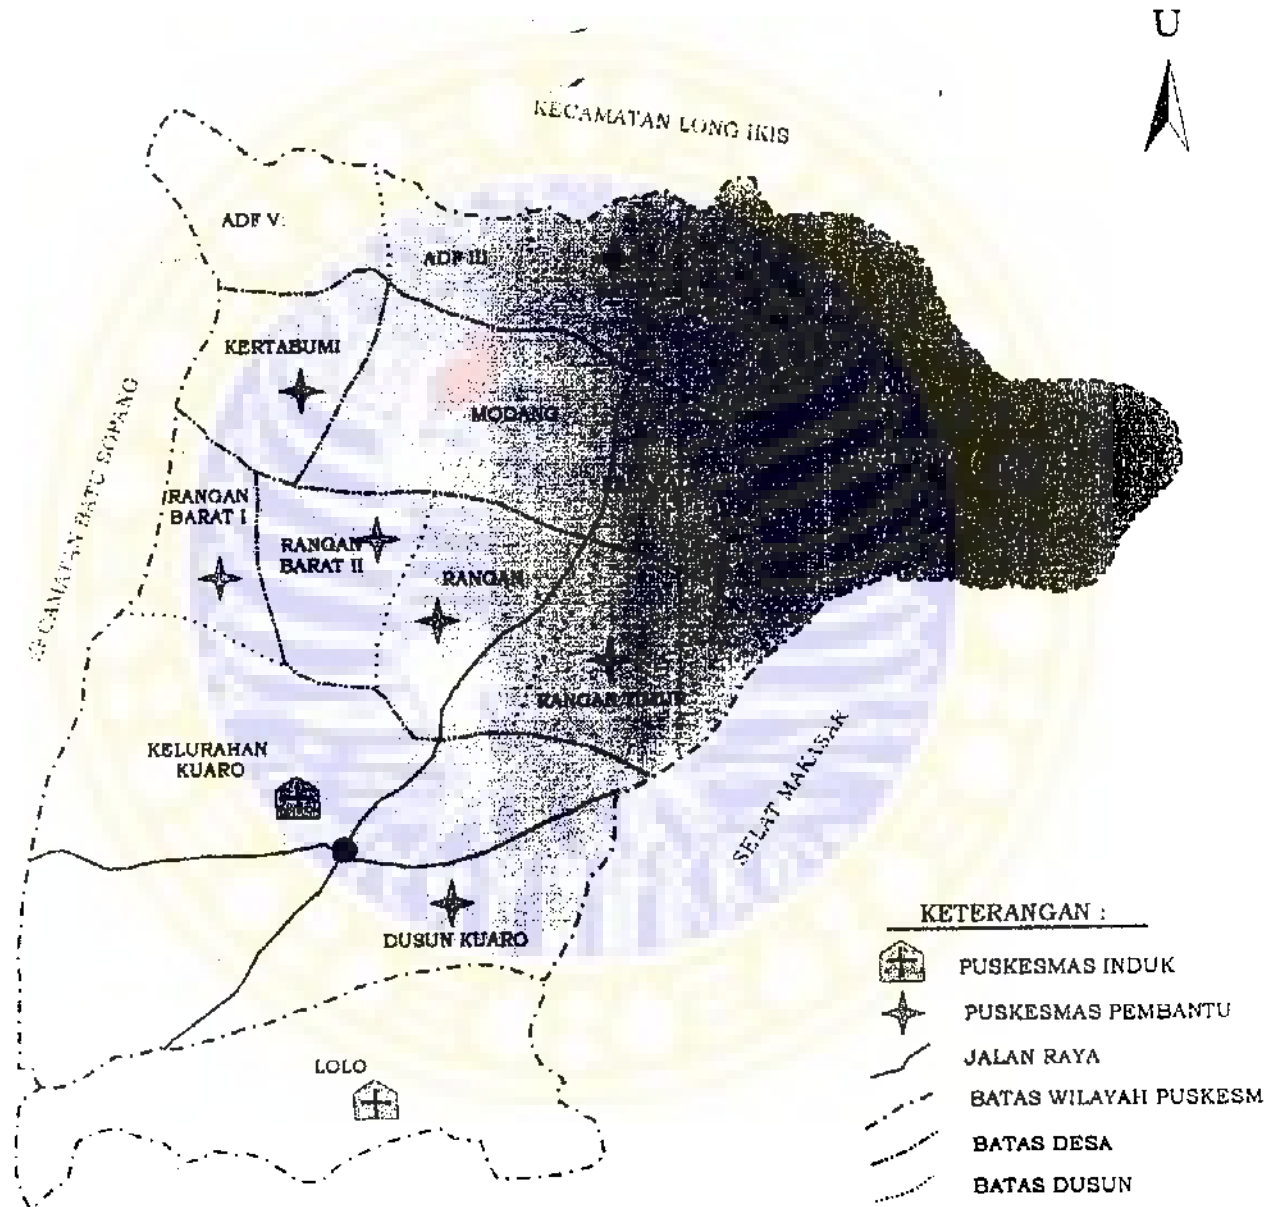 U
KECAMATAN LONG IKIS
ADF V
ADF III
KERTABUMI
MODANG
KECAMATAN BATU SOPANG
RANGAN
BARAT I
RANGAN
BARAT II
RANGAN
RANGAN TIMUR
KELURAHAN
KUARO
SELAT MAKASAR
DUSUN KUARO
LOLO
KETERANGAN :
PUSKESMAS INDUK
PUSKESMAS PEMBANTU
JALAN RAYA
BATAS WILAYAH PUSKESM
BATAS DESA
BATAS DUSUN